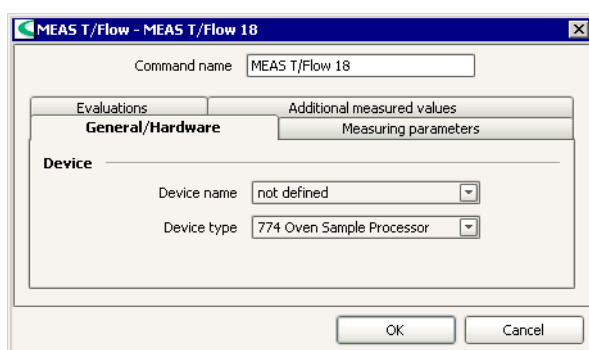 MEAS T/Flow - MEAS T/Flow 18
Command name MEAS T/Flow 18
Evaluations Additional measured values
General/Hardware Measuring parameters
Device
Device name not defined
Device type 774 Oven Sample Processor
OK Cancel